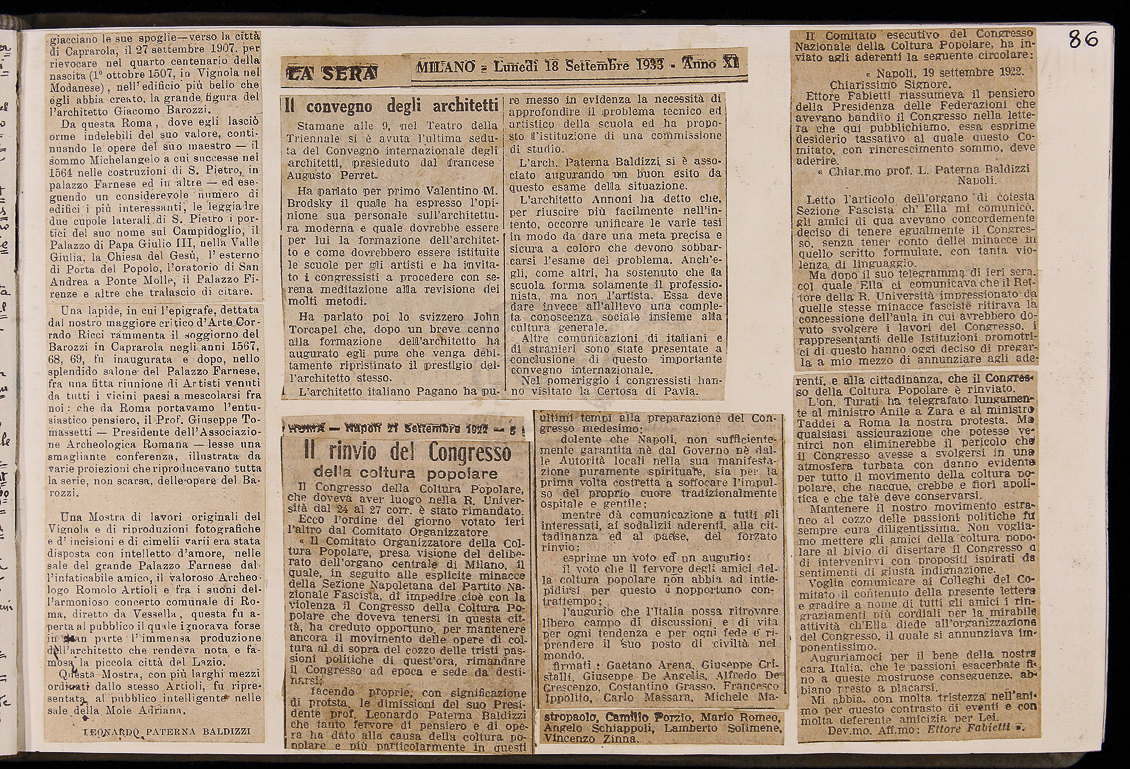 giacciano le sue spoglie—verso la città
di Caprarola, il 27 settembre 1907, per
rievocare nel quarto centenario della
nascita (1° ottobre 1507, in Vignola nel
Modanese), nell'edificio più bello che
egli abbia creato, la grande figura del
l'architetto Giacomo Barozzi.
Da questa Roma, dove egli lasciò
orme indelebili del suo valore, conti-
nuando le opere del suo maestro — il
sommo Michelangelo a cui successe nel
1564 nelle costruzioni di S. Pietro, in
palazzo Farnese ed in altre — ed ese-
guendo un considerevole numero di
edifici i più interessanti, le leggiadre
due cupole laterali di S. Pietro i por-
tici del suo nome sul Campidoglio, il
Palazzo di Papa Giulio III, nella Valle
Giulia, la Chiesa del Gesù, l'esterno
di Porta del Popolo, l'oratorio di San
Andrea a Ponte Molle, il Palazzo Fi-
renze e altre che tralascio di citare.
Una lapide, in cui l'epigrafe, dettata
dal nostro maggiore critico d'Arte Cor-
rado Ricci rammenta il soggiorno del
Barozzi in Caprarola negli anni 1567,
68, 69, fu inaugurata e dopo, nello
splendido salone del Palazzo Farnese,
fra una fitta riunione di Artisti venuti
da tutti i vicini paesi a mescolarsi fra
noi: che da Roma portavamo l'entu-
siastico pensiero, il Prof. Giuseppe To-
massetti — Presidente dell'Associazio-
ne Archeologica Romana — lesse una
smagliante conferenza, illustrata da
varie proiezioni che riproducevano tutta
la serie, non scarsa, delle opere del Ba-
rozzi.
Una Mostra di lavori originali del
Vignola e di riproduzioni fotografiche
e d'incisioni e di cimelii varii era stata
disposta con intelletto d'amore, nelle
sale del grande Palazzo Farnese dal-
l'infaticabile amico, il valoroso Archeo-
logo Romolo Artioli e fra i suoni del-
l'armonioso concerto comunale di Ro-
ma, diretto da Vessella, questa fu a-
perta al pubblico il quale ignorava forse
in gran parte l'immensa produzione
dell'architetto che rendeva nota e fa-
mosa la piccola città del Lazio.
Questa Mostra, con più larghi mezzi
ordinati dallo stesso Artioli, fu ripre-
sentata al pubblico intelligente nelle
sale della Mole Adriana.
LEONARDO PATERNA BALDIZZI
LA SERA MILANO - Lunedì 18 Settembre 1933 - Anno XI
Il convegno degli architetti
Stamane alle 9, nel Teatro della
Triennale si è avuta l'ultima sedu-
ta del Convegno internazionale degli
architetti, presieduto dal francese
Augusto Perret.
Ha parlato per primo Valentino M.
Brodsky il quale ha espresso l'opi-
nione sua personale sull'architettu-
ra moderna e quale dovrebbe essere
per lui la formazione dell'architet-
to e come dovrebbero essere istituite
le scuole per gli artisti e ha invita-
to i congressisti a procedere con se-
rena meditazione alla revisione dei
molti metodi.
Ha parlato poi lo svizzero John
Torcapel che, dopo un breve cenno
alla formazione dell'architetto ha
augurato egli pure che venga debi-
tamente ripristinato il prestigio del-
l'architetto stesso.
L'architetto italiano Pagano ha pu-
re messo in evidenza la necessità di
approfondire il problema tecnico ed
artistico della scuola ed ha propo-
sto l'istituzione di una commissione
di studio.
L'arch. Paterna Baldizzi si è asso-
ciato augurando un buon esito da
questo esame della situazione.
L'architetto Annoni ha detto che,
per riuscire più facilmente nell'in-
tento, occorre unificare le varie tesi
in modo da dare una meta precisa e
sicura a coloro che devono sobbar-
carsi l'esame del problema. Anch'e-
gli, come altri, ha sostenuto che la
scuola forma solamente il professio-
nista, ma non l'artista. Essa deve
dare invece all'allievo una comple-
ta conoscenza sociale insieme alla
cultura generale.
Altre comunicazioni di italiani e
di stranieri sono state presentate a
conclusione di questo importante
convegno internazionale.
Nel pomeriggio i congressisti han-
no visitato la Certosa di Pavia.
ROMA — Napoli 21 Settembre 1922 —
Il rinvio del Congresso
della coltura popolare
Il Congresso della Coltura Popolare,
che doveva aver luogo nella R. Univer-
sità dal 24 al 27 corr. è stato rimandato.
Ecco l'ordine del giorno votato ieri
l'altro dal Comitato Organizzatore
« Il Comitato Organizzatore della Col-
tura Popolare, presa visione del delibe-
rato dell'organo centrale di Milano, il
quale, in seguito alle esplicite minacce
della Sezione Napoletana del Partito Na-
zionale Fascista, di impedire cioè con la
violenza il Congresso della Coltura Po-
polare che doveva tenersi in questa cit-
tà, ha creduto opportuno, per mantenere
ancora il movimento delle opere di col-
tura al di sopra del cozzo delle tristi pas-
sioni politiche di quest'ora, rimandare
il Congresso ad epoca e sede da desti-
narsi;
facendo proprie, con significazione
di protsta, le dimissioni del suo Presi-
dente prof. Leonardo Paterna Baldizzi
che tanto fervore di pensiero e di ope-
ra ha dato alla causa della coltura po-
polare e più particolarmente in questi
ultimi tempi alla preparazione del Con-
gresso medesimo;
dolente che Napoli, non sufficiente-
mente garantita nè dal Governo nè dal-
le Autorità locali nella sua manifesta-
zione puramente spirituale, sia per la
prima volta costretta a soffocare l'impul-
so del proprio cuore tradizionalmente
ospitale e gentile;
mentre dà comunicazione a tutti gli
interessati, ai sodalizii aderenti, alla cit-
tadinanza ed al paese, del forzato
rinvio;
esprime un voto ed un augurio:
il voto che il fervore degli amici del-
la coltura popolare non abbia ad intie-
pidirsi per questo inopportuno con-
trattempo;
l'augurio che l'Italia possa ritrovare
libero campo di discussioni e di vita
per ogni tendenza e per ogni fede e ri-
prendere il suo posto di civiltà nel
mondo.
firmati: Gaetano Arena, Giuseppe Cri-
stalli, Giuseppe De Angelis, Alfredo De
Crescenzo, Costantino Grasso, Francesco
Ippolito, Carlo Massara, Michele Ma-
stropaolo, Camillo Porzio, Mario Romeo,
Angelo Schiappoli, Lamberto Solimene,
Vincenzo Zinna.
86
Il Comitato esecutivo del Congresso
Nazionale della Coltura Popolare, ha in-
viato agli aderenti la seguente circolare:
« Napoli, 19 settembre 1922.
Chiarissimo Signore.
Ettore Fabietti riassumeva il pensiero
della Presidenza delle Federazioni che
avevano bandito il Congresso nella lette-
ra che qui pubblichiamo, essa esprime
desiderio tassativo al quale questo Co-
mitato, con rincrescimento sommo, deve
aderire.
« Chiar.mo prof. L. Paterna Baldizzi
Napoli.
Letto l'articolo dell'organo di cotesta
Sezione Fascista ch'Ella mi comunicò,
gli amici di qua avevano concordemente
deciso di tenere egualmente il Congres-
so, senza tener conto delle minacce in
quello scritto formulate, con tanta vio-
lenza di linguaggio.
Ma dopo il suo telegramma di ieri sera,
col quale Ella ci comunicava che il Ret-
tore della R. Università impressionato da
quelle stesse minacce fasciste ritirava la
concessione dell'aula in cui avrebbero do-
vuto svolgere i lavori del Congresso, i
rappresentanti delle Istituzioni promotri-
ci di questo hanno oggi deciso di pregar-
la a mio mezzo di annunziare agli ade-
renti, e alla cittadinanza, che il Congres-
so della Coltura Popolare è rinviato.
L'on. Turati ha telegrafato lungamen-
te al ministro Anile a Zara e al ministro
Taddei a Roma la nostra protesta. Ma
qualsiasi assicurazione che potesse ve-
nirci non eliminerebbe il pericolo che
il Congresso avesse a svolgersi in una
atmosfera turbata con danno evidente
per tutto il movimento della coltura po-
polare, che nacque, crebbe e fiorì apoli-
tica e che tale deve conservarsi.
Mantenere il nostro movimento estra-
neo al cozzo delle passioni politiche fu
sempre cura diligentissima. Non voglia-
mo mettere gli amici della coltura popo-
lare al bivio di disertare il Congresso o
di intervenirvi con propositi ispirati da
sentimenti di giusta indignazione.
Voglia comunicare ai Colleghi del Co-
mitato il contenuto della presente lettera
e gradire a nome di tutti gli amici i rin-
graziamenti più cordiali per la mirabile
attività ch'Ella diede all'organizzazione
del Congresso, il quale si annunziava im-
ponentissimo.
Auguriamoci per il bene della nostra
cara Italia, che le passioni esacerbate fi-
no a queste mostruose conseguenze, ab-
biano presto a placarsi.
Mi abbia, con molta tristezza nell'ani-
mo per questo contrasto di eventi e con
molta deferente amicizia per Lei.
Dev.mo. Aff.mo: Ettore Fabietti ».